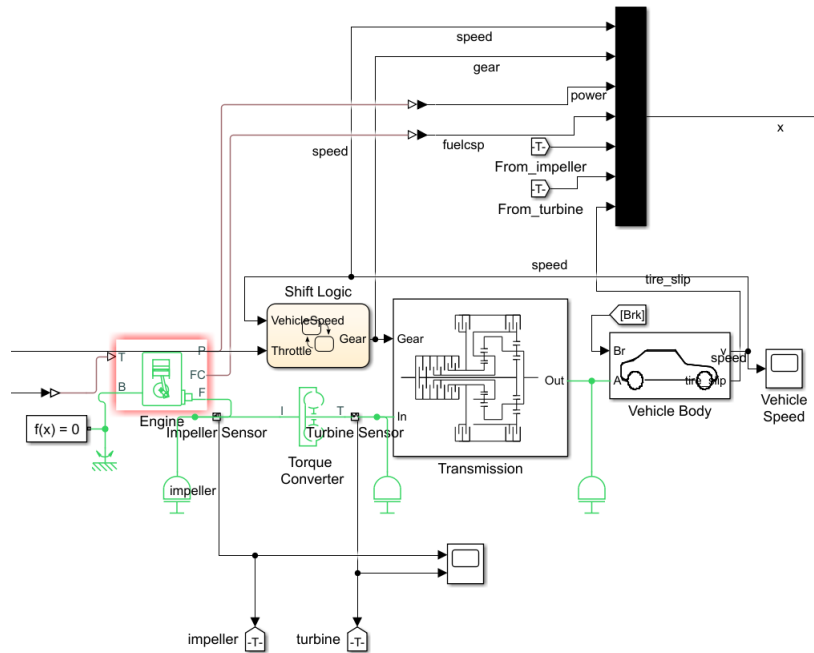 speed
gear
power
fuelcsp
speed
-T-
From_impeller
-T-
From_turbine
x
speed
tire_slip
Shift Logic
VehicleSpeed
Gear
Throttle
Gear
Out
In
Transmission
[Brk]
Br
A
v
speed
tire_slip
Vehicle Body
Vehicle
Speed
T
B
P
FC
F
Engine
f(x) = 0
Impeller Sensor
I
T
Turbine Sensor
Torque
Converter
impeller
impeller
-T-
turbine
-T-